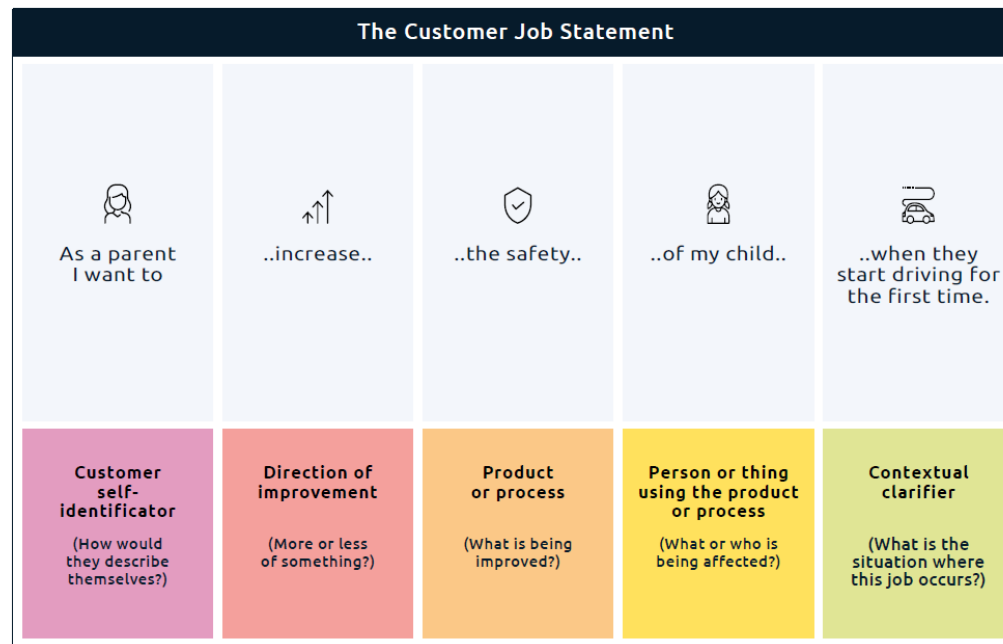 The Customer Job Statement
As a parent
I want to
..increase..
..the safety..
..of my child..
..when they
start driving for
the first time.
Customer
self-
identificator
(How would
they describe
themselves?)
Direction of
improvement
(More or less
of something?)
Product
or process
(What is being
improved?)
Person or thing
using the product
or process
(What or who is
being affected?)
Contextual
clarifier
(What is the
situation where
this job occurs?)